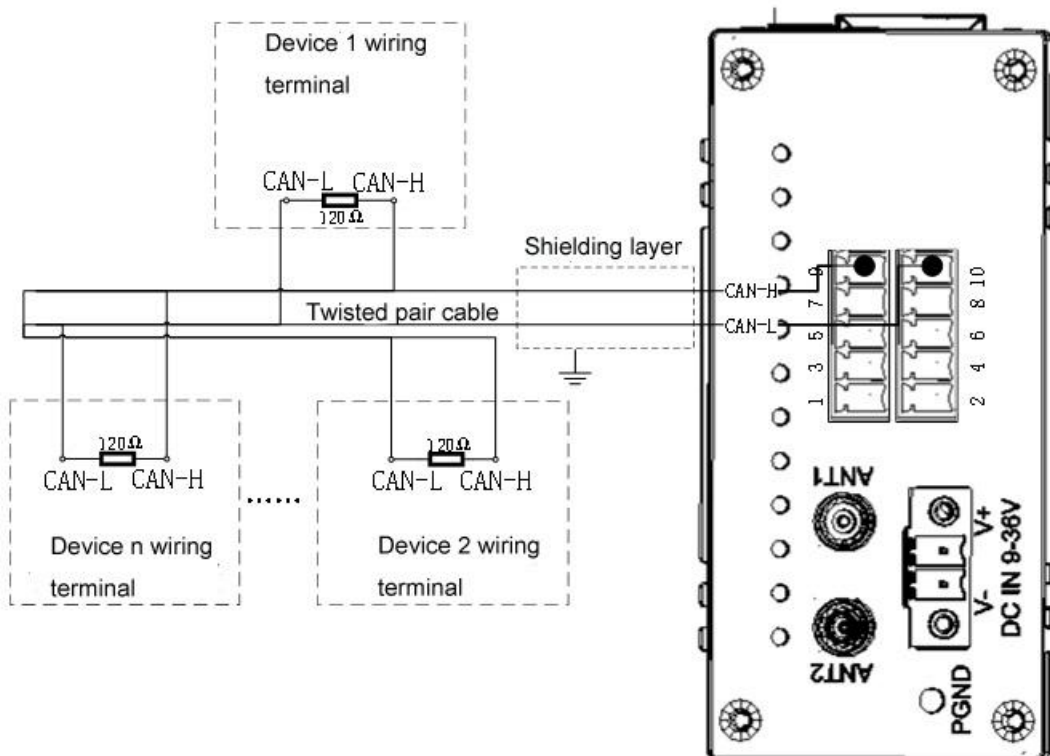 Device 1 wiring
terminal
CAN-L CAN-H
120Ω
Shielding layer
CAN-H
Twisted pair cable
CAN-L
120Ω
CAN-L CAN-H
Device n wiring
terminal
......
120Ω
CAN-L CAN-H
Device 2 wiring
terminal
9 10
7 8
5 6
3 4
1 2
ANT1
ANT2
V+
V-
DC IN 9-36V
PGND